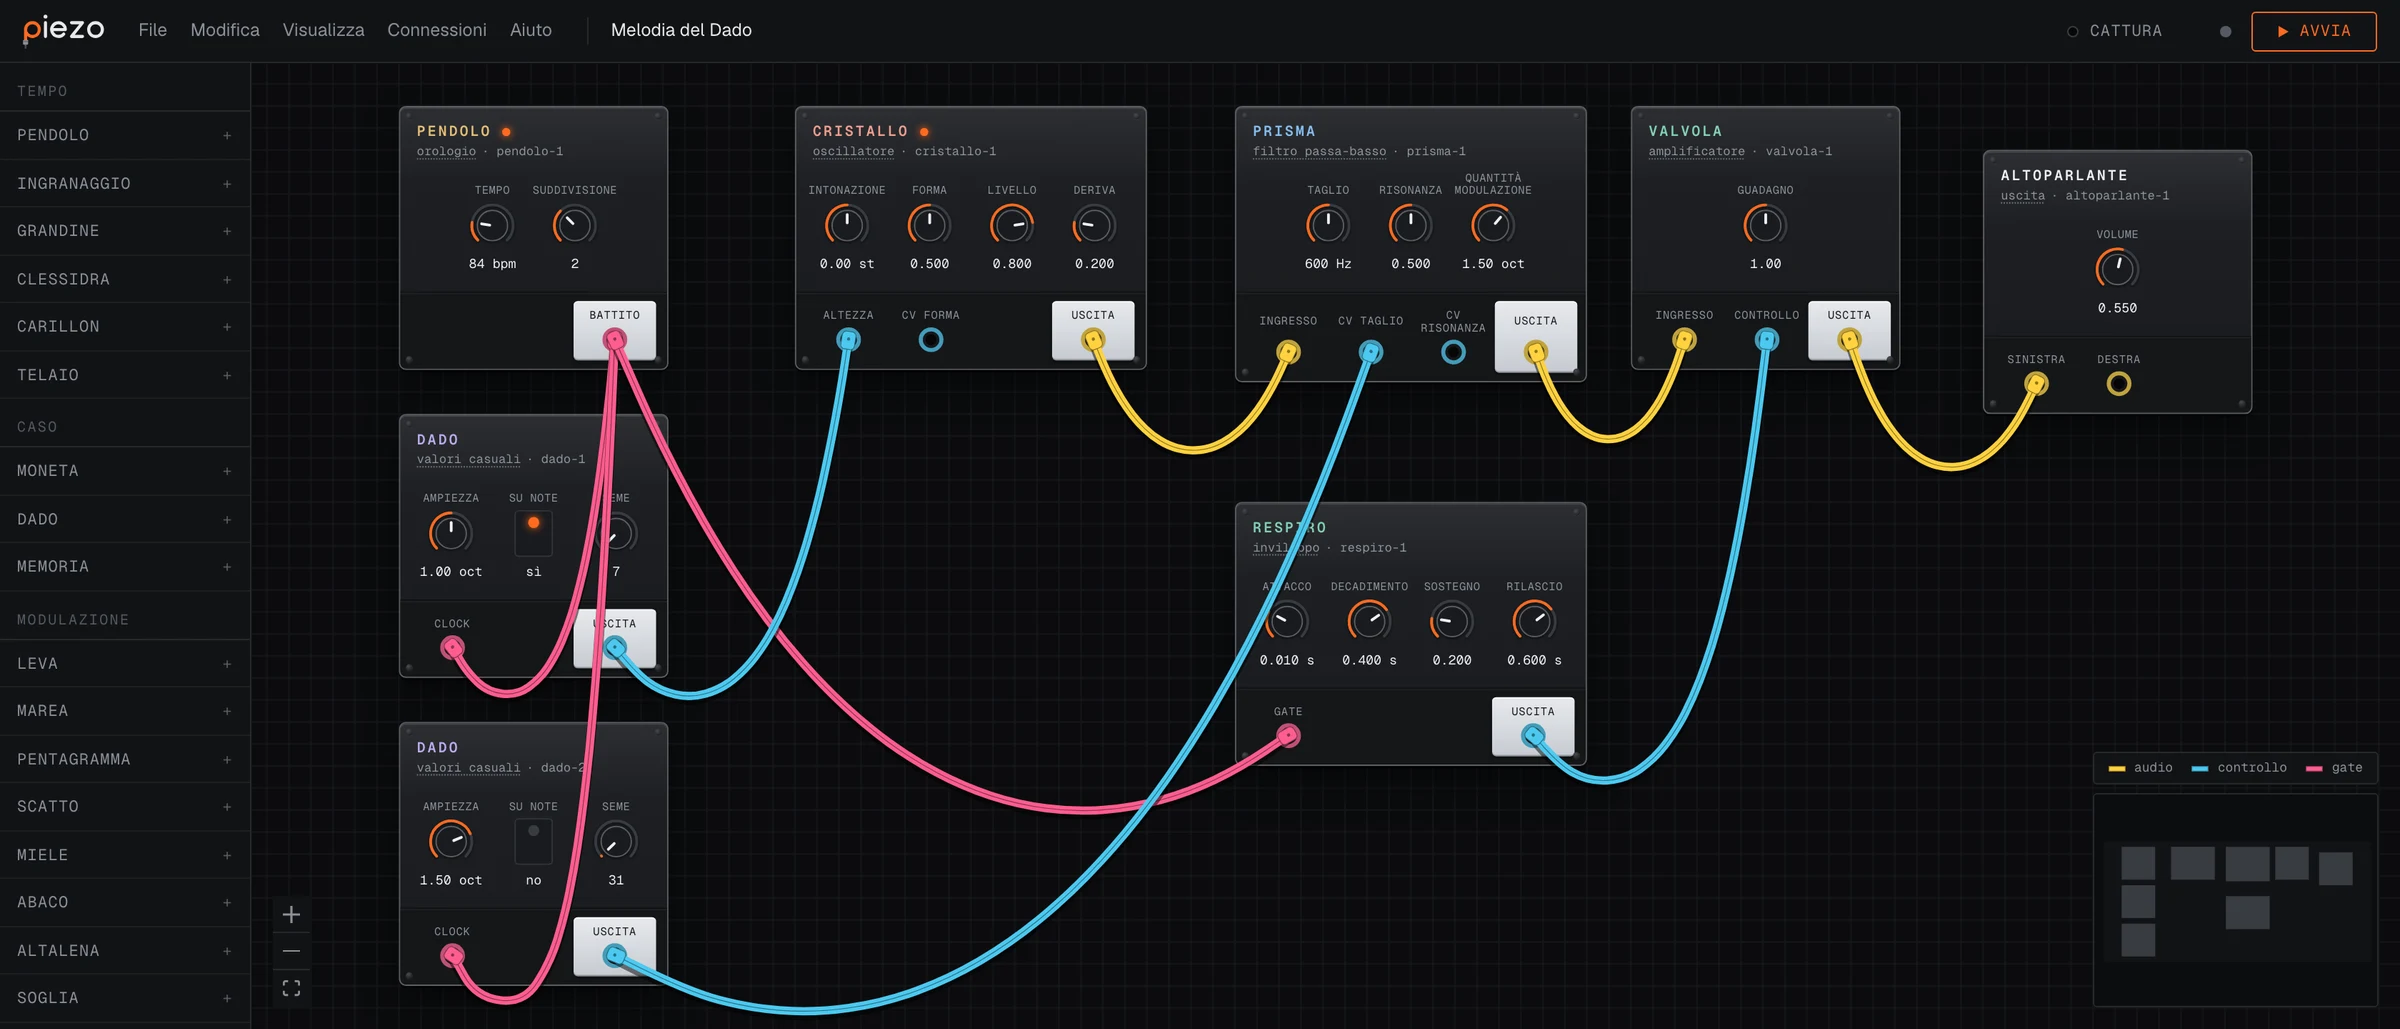 piezo File Modifica Visualizza Connessioni Aiuto Melodia del Dado CATTURA AVVIA
TEMPO
PENDOLO +
INGRANAGGIO +
GRANDINE +
CLESSIDRA +
CARILLON +
TELAIO +
CASO
MONETA +
DADO +
MEMORIA +
MODULAZIONE
LEVA +
MAREA +
PENTAGRAMMA +
SCATTO +
MIELE +
ABACO +
ALTALENA +
SOGLIA +
PENDOLO
orologio · pendolo-1
TEMPO SUDDIVISIONE
84 bpm 2
BATTITO
DADO
valori casuali · dado-1
AMPIEZZA SU NOTE SEME
1.00 oct sì 7
CLOCK USCITA
DADO
valori casuali · dado-2
AMPIEZZA SU NOTE SEME
1.50 oct no 31
CLOCK USCITA
CRISTALLO
oscillatore · cristallo-1
INTONAZIONE FORMA LIVELLO DERIVA
0.00 st 0.500 0.800 0.200
ALTEZZA CV FORMA USCITA
PRISMA
filtro passa-basso · prisma-1
TAGLIO RISONANZA QUANTITÀ MODULAZIONE
600 Hz 0.500 1.50 oct
INGRESSO CV TAGLIO CV RISONANZA USCITA
RESPIRO
inviluppo · respiro-1
ATTACCO DECADIMENTO SOSTEGNO RILASCIO
0.010 s 0.400 s 0.200 0.600 s
GATE USCITA
VALVOLA
amplificatore · valvola-1
GUADAGNO
1.00
INGRESSO CONTROLLO USCITA
ALTOPARLANTE
uscita · altoparlante-1
VOLUME
0.550
SINISTRA DESTRA
audio controllo gate